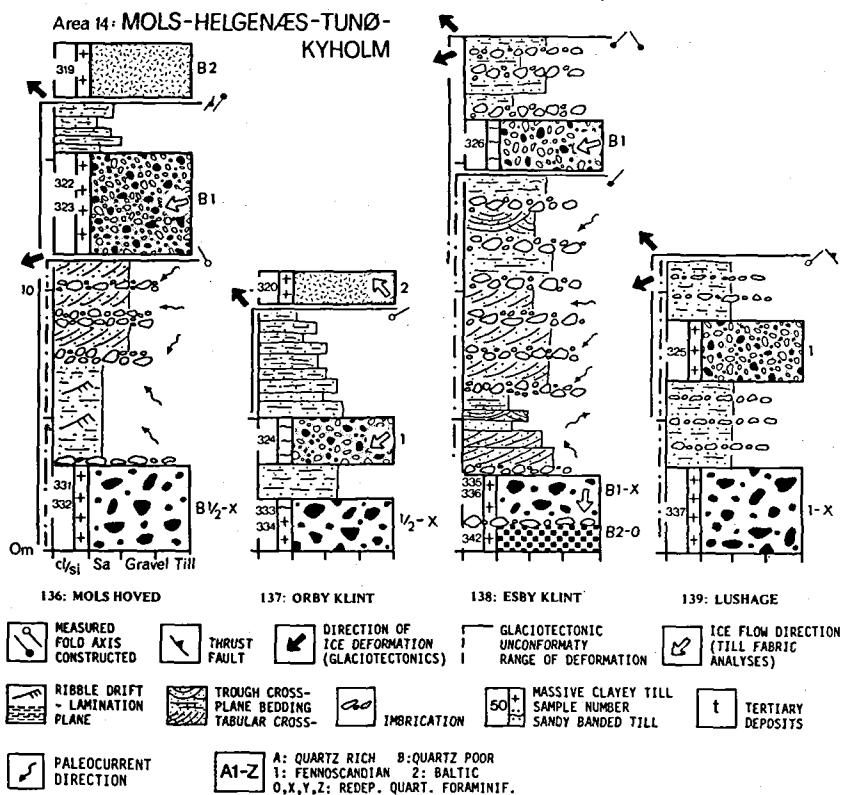 Area 14: MOLS-HELGENÆS-TUNØ-
KYHOLM
319
B2
322
323
B1
10
331
332
B½-X
0m
cl/si Sa Gravel Till
136: MOLS HOVED
320
2
324
1
333
334
½-X
137: ORBY KLINT
326
B1
335
336
B1-X
342
B2-0
138: ESBY KLINT
325
1
337
1-X
139: LUSHAGE
MEASURED
FOLD AXIS
CONSTRUCTED
THRUST
FAULT
DIRECTION OF
ICE DEFORMATION
(GLACIOTECTONICS)
GLACIOTECTONIC
UNCONFORMATY
RANGE OF DEFORMATION
ICE FLOW DIRECTION
(TILL FABRIC
ANALYSES)
RIBBLE DRIFT
- LAMINATION
PLANE
TROUGH CROSS-
PLANE BEDDING
TABULAR CROSS-
IMBRICATION
50
MASSIVE CLAYEY TILL
SAMPLE NUMBER
SANDY BANDED TILL
t
TERTIARY
DEPOSITS
PALEOCURRENT
DIRECTION
A1-Z
A: QUARTZ RICH B:QUARTZ POOR
1: FENNOSCANDIAN 2: BALTIC
O,X,Y,Z: REDEP. QUART. FORAMINIF.